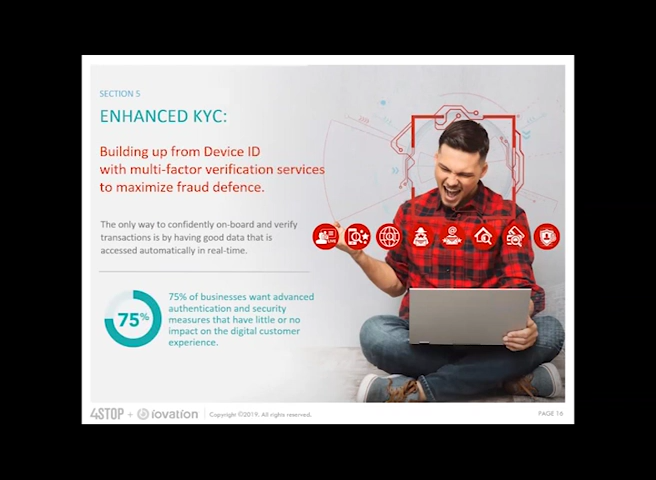 SECTION 5
ENHANCED KYC:
Building up from Device ID
with multi-factor verification services
to maximize fraud defence.
The only way to confidently on-board and verify
transactions is by having good data that is
accessed automatically in real-time.
75%
75% of businesses want advanced
authentication and security
measures that have little or no
impact on the digital customer
experience.
LIVE
@
4STOP + iovation Copyright ©2019. All rights reserved.
PAGE 16